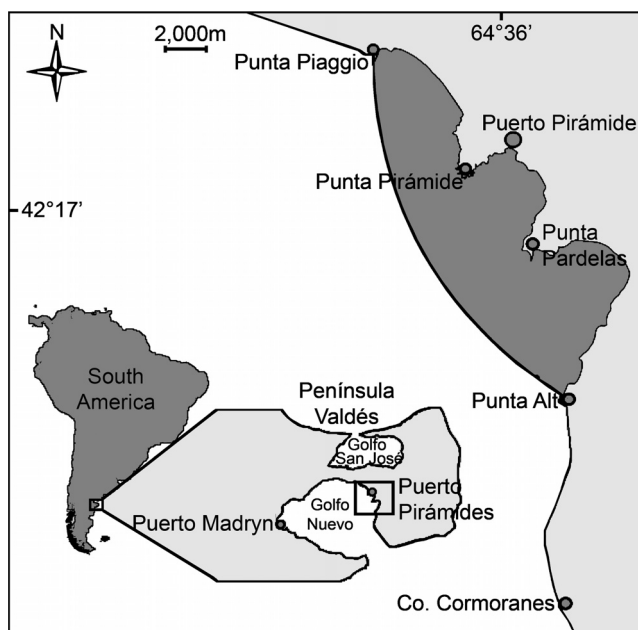 N
2,000m
64°36'
Punta Piaggio
Puerto Pirámide
Punta Pirámide
42°17'
Punta
Pardelas
South
America
Península
Valdés
Punta Alt
Golfo
San José
Puerto
Pirámides
Golfo
Nuevo
Puerto Madryn
Co. Cormoranes